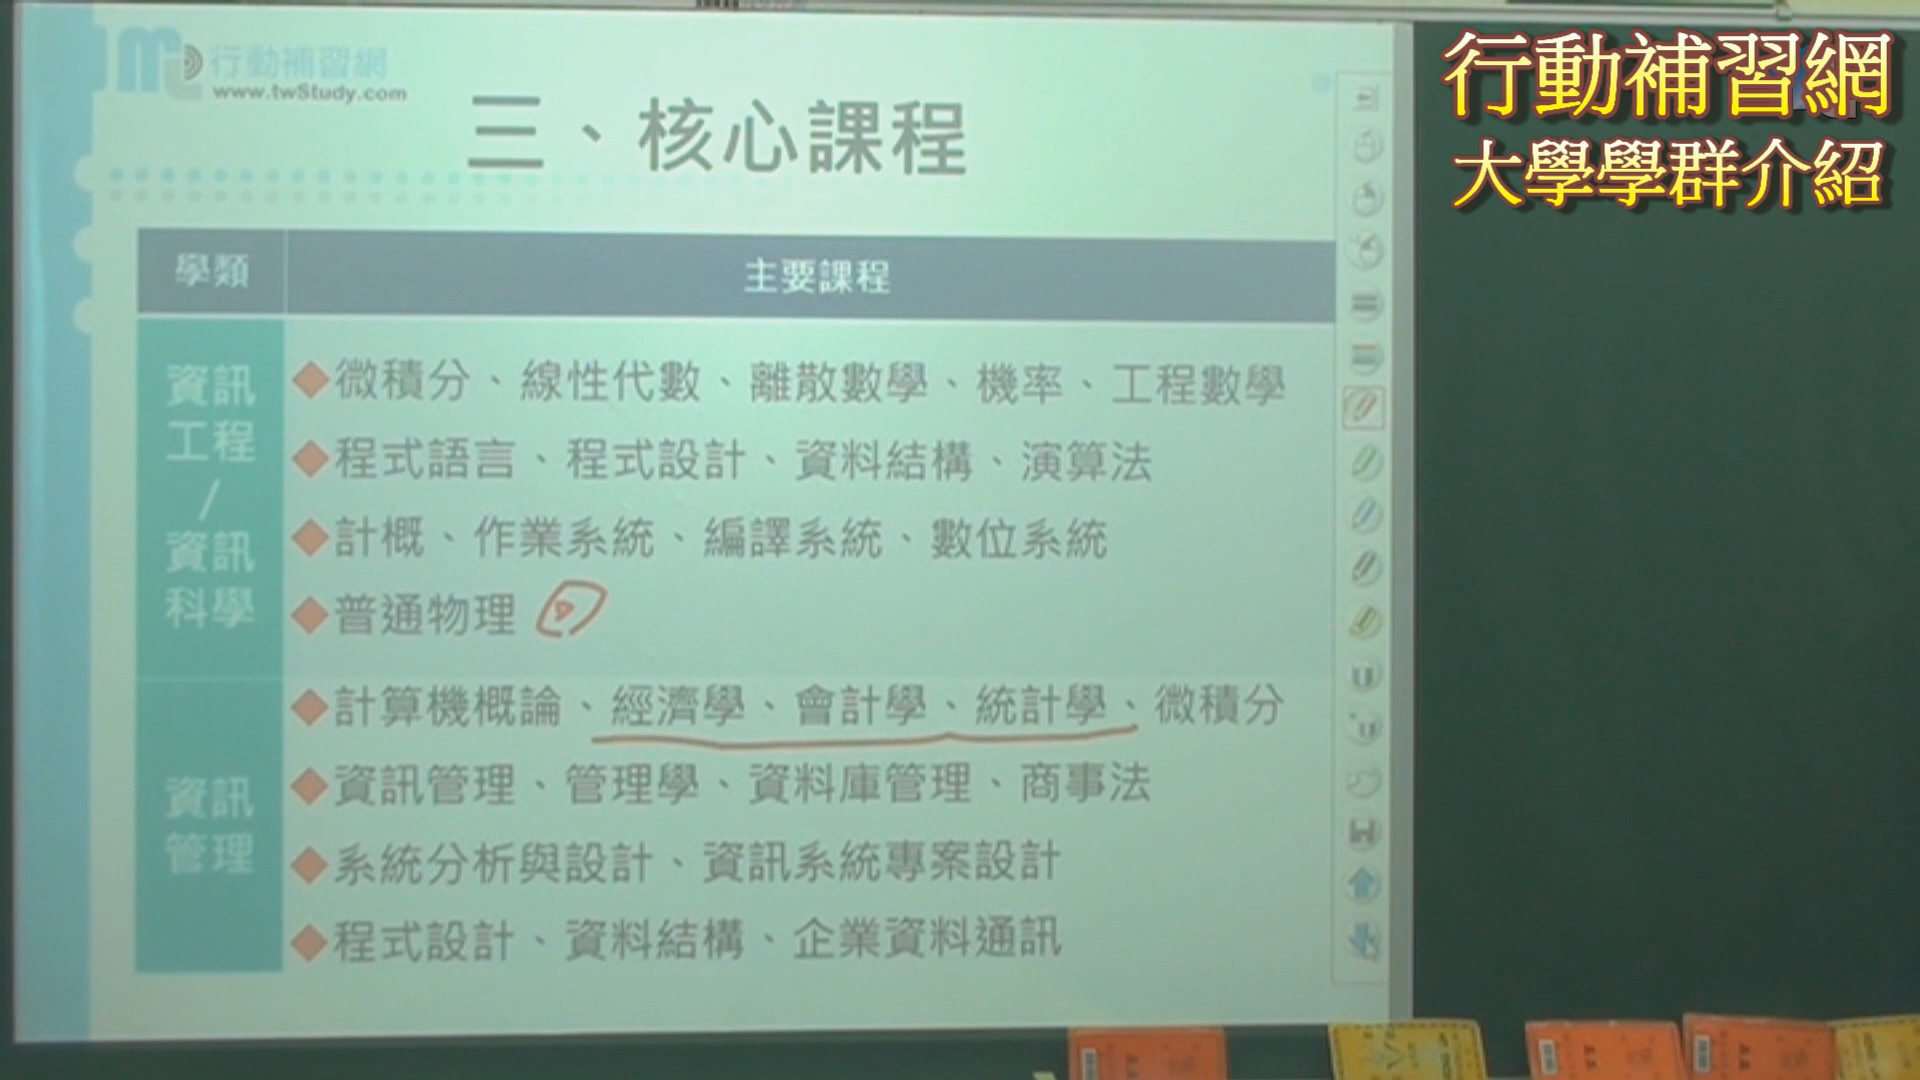 行動補習網
www.twStudy.com
行動補習網
大學學群介紹
三、核心課程
學類
主要課程
資訊
工程
/
資訊
科學
◆微積分、線性代數、離散數學、機率、工程數學
◆程式語言、程式設計、資料結構、演算法
◆計概、作業系統、編譯系統、數位系統
◆普通物理
資訊
管理
◆計算機概論、經濟學、會計學、統計學、微積分
◆資訊管理、管理學、資料庫管理、商事法
◆系統分析與設計、資訊系統專案設計
◆程式設計、資料結構、企業資料通訊